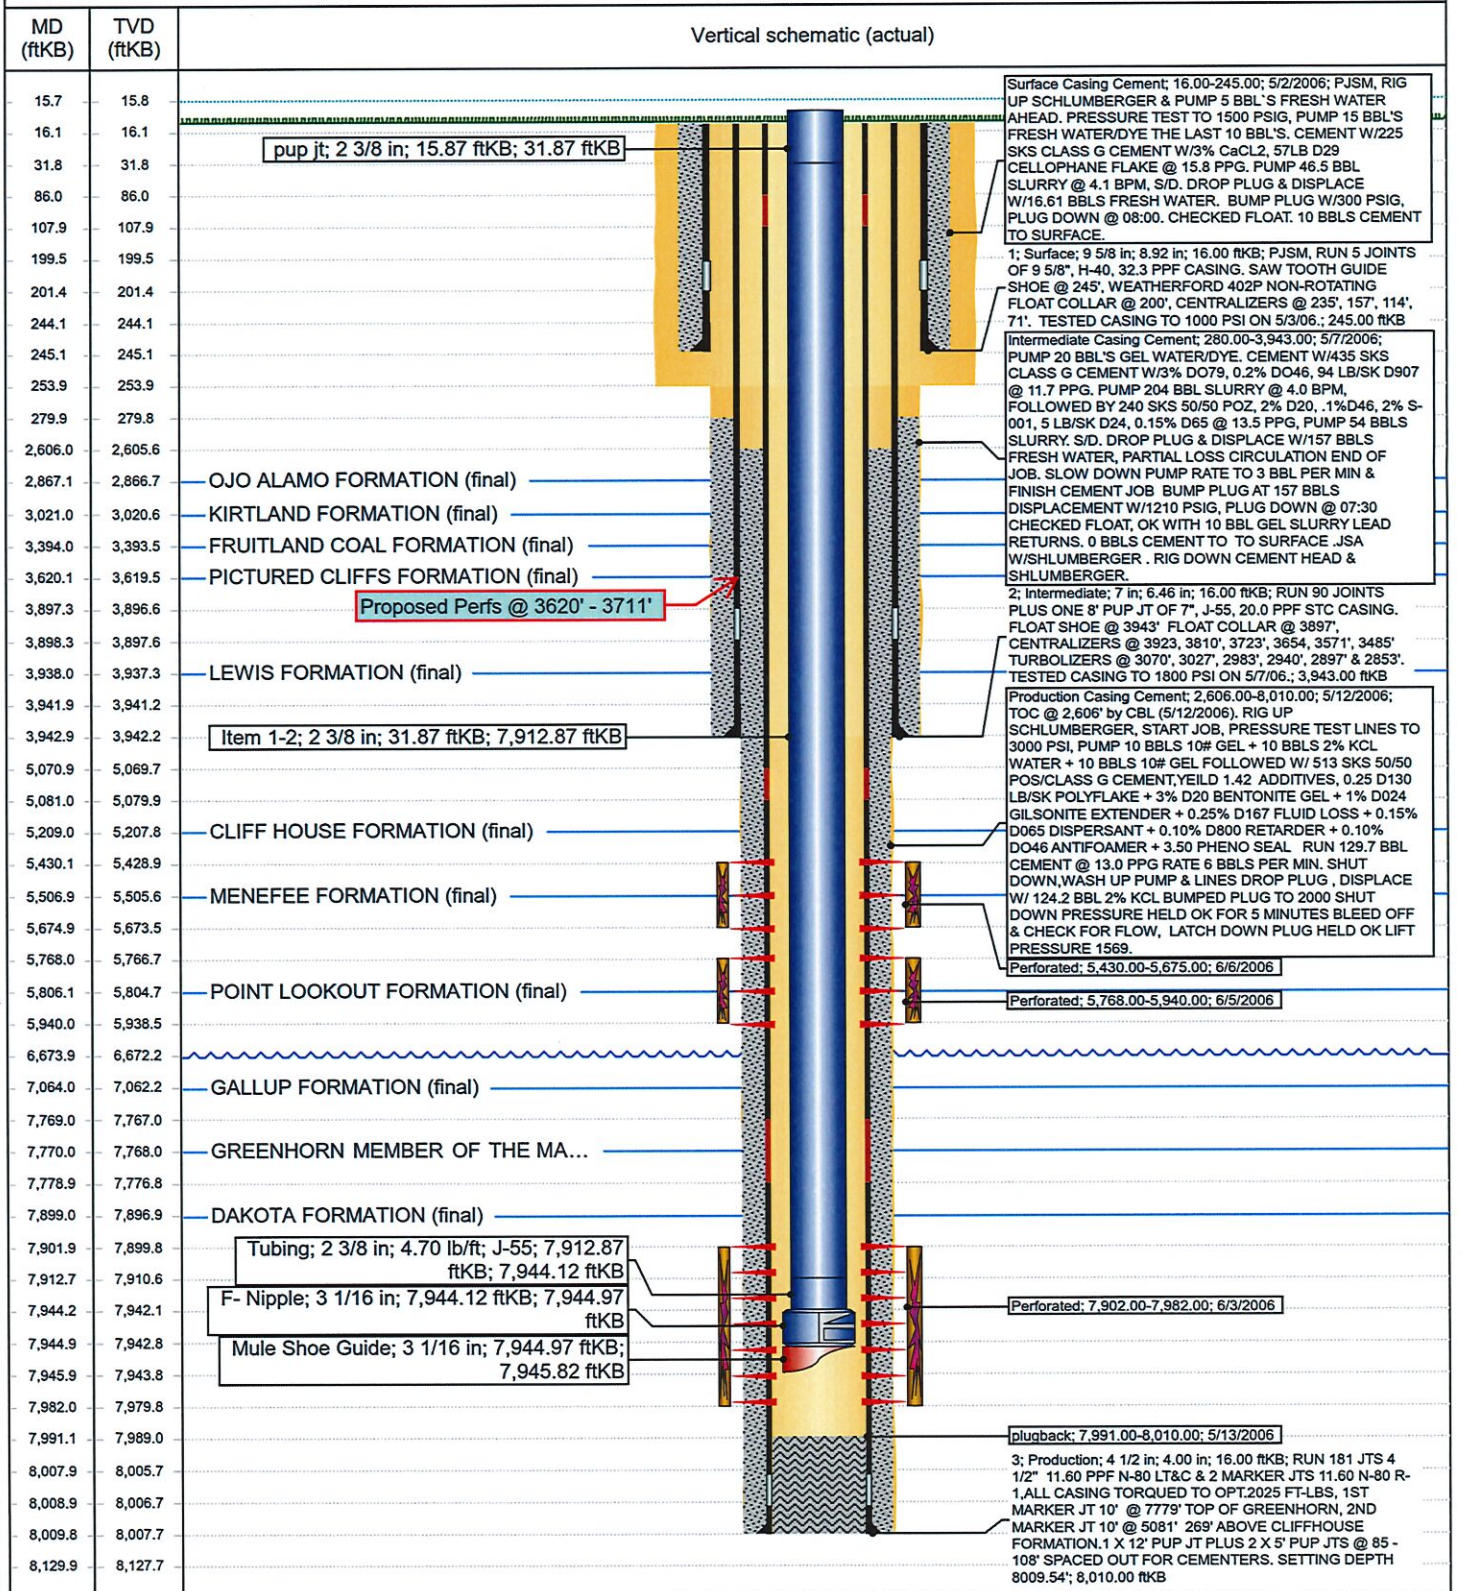 MD
(ftKB)
TVD
(ftKB)
Vertical schematic (actual)
15.7 15.8
16.1 16.1
31.8 31.8
86.0 86.0
107.9 107.9
199.5 199.5
201.4 201.4
244.1 244.1
245.1 245.1
253.9 253.9
279.9 279.8
2,606.0 2,605.6
2,867.1 2,866.7
3,021.0 3,020.6
3,394.0 3,393.5
3,620.1 3,619.5
3,897.3 3,896.6
3,898.3 3,897.6
3,938.0 3,937.3
3,941.9 3,941.2
3,942.9 3,942.2
5,070.9 5,069.7
5,081.0 5,079.9
5,209.0 5,207.8
5,430.1 5,428.9
5,506.9 5,505.6
5,674.9 5,673.5
5,768.0 5,766.7
5,806.1 5,804.7
5,940.0 5,938.5
6,673.9 6,672.2
7,064.0 7,062.2
7,769.0 7,767.0
7,770.0 7,768.0
7,778.9 7,776.8
7,899.0 7,896.9
7,901.9 7,899.8
7,912.7 7,910.6
7,944.2 7,942.1
7,944.9 7,942.8
7,945.9 7,943.8
7,982.0 7,979.8
7,991.1 7,989.0
8,007.9 8,005.7
8,008.9 8,006.7
8,009.8 8,007.7
8,129.9 8,127.7
pup jt; 2 3/8 in; 15.87 ftKB; 31.87 ftKB
OJO ALAMO FORMATION (final)
KIRTLAND FORMATION (final)
FRUITLAND COAL FORMATION (final)
PICTURED CLIFFS FORMATION (final)
Proposed Perfs @ 3620' - 3711'
LEWIS FORMATION (final)
Item 1-2; 2 3/8 in; 31.87 ftKB; 7,912.87 ftKB
CLIFF HOUSE FORMATION (final)
MENEFEE FORMATION (final)
POINT LOOKOUT FORMATION (final)
GALLUP FORMATION (final)
GREENHORN MEMBER OF THE MA...
DAKOTA FORMATION (final)
Tubing; 2 3/8 in; 4.70 lb/ft; J-55; 7,912.87
ftKB; 7,944.12 ftKB
F- Nipple; 3 1/16 in; 7,944.12 ftKB; 7,944.97
ftKB
Mule Shoe Guide; 3 1/16 in; 7,944.97 ftKB;
7,945.82 ftKB
Surface Casing Cement; 16.00-245.00; 5/2/2006; PJSM, RIG
UP SCHLUMBERGER & PUMP 5 BBL`S FRESH WATER
AHEAD. PRESSURE TEST TO 1500 PSIG, PUMP 15 BBL'S
FRESH WATER/DYE THE LAST 10 BBL'S. CEMENT W/225
SKS CLASS G CEMENT W/3% CaCL2, 57LB D29
CELLOPHANE FLAKE @ 15.8 PPG. PUMP 46.5 BBL
SLURRY @ 4.1 BPM, S/D. DROP PLUG & DISPLACE
W/16.61 BBLS FRESH WATER. BUMP PLUG W/300 PSIG,
PLUG DOWN @ 08:00. CHECKED FLOAT. 10 BBLS CEMENT
TO SURFACE.
1; Surface; 9 5/8 in; 8.92 in; 16.00 ftKB; PJSM, RUN 5 JOINTS
OF 9 5/8", H-40, 32.3 PPF CASING. SAW TOOTH GUIDE
SHOE @ 245', WEATHERFORD 402P NON-ROTATING
FLOAT COLLAR @ 200', CENTRALIZERS @ 235', 157', 114',
71'. TESTED CASING TO 1000 PSI ON 5/3/06.; 245.00 ftKB
Intermediate Casing Cement; 280.00-3,943.00; 5/7/2006;
PUMP 20 BBL'S GEL WATER/DYE. CEMENT W/435 SKS
CLASS G CEMENT W/3% DO79, 0.2% DO46, 94 LB/SK D907
@ 11.7 PPG. PUMP 204 BBL SLURRY @ 4.0 BPM,
FOLLOWED BY 240 SKS 50/50 POZ, 2% D20, .1%D46, 2% S-
001, 5 LB/SK D24, 0.15% D65 @ 13.5 PPG, PUMP 54 BBLS
SLURRY. S/D. DROP PLUG & DISPLACE W/157 BBLS
FRESH WATER, PARTIAL LOSS CIRCULATION END OF
JOB. SLOW DOWN PUMP RATE TO 3 BBL PER MIN &
FINISH CEMENT JOB BUMP PLUG AT 157 BBLS
DISPLACEMENT W/1210 PSIG, PLUG DOWN @ 07:30
CHECKED FLOAT, OK WITH 10 BBL GEL SLURRY LEAD
RETURNS. 0 BBLS CEMENT TO TO SURFACE .JSA
W/SHLUMBERGER . RIG DOWN CEMENT HEAD &
SHLUMBERGER.
2; Intermediate; 7 in; 6.46 in; 16.00 ftKB; RUN 90 JOINTS
PLUS ONE 8' PUP JT OF 7", J-55, 20.0 PPF STC CASING.
FLOAT SHOE @ 3943' FLOAT COLLAR @ 3897',
CENTRALIZERS @ 3923, 3810', 3723', 3654, 3571', 3485'
TURBOLIZERS @ 3070', 3027', 2983', 2940', 2897' & 2853'.
TESTED CASING TO 1800 PSI ON 5/7/06.; 3,943.00 ftKB
Production Casing Cement; 2,606.00-8,010.00; 5/12/2006;
TOC @ 2,606' by CBL (5/12/2006). RIG UP
SCHLUMBERGER, START JOB, PRESSURE TEST LINES TO
3000 PSI, PUMP 10 BBLS 10# GEL + 10 BBLS 2% KCL
WATER + 10 BBLS 10# GEL FOLLOWED W/ 513 SKS 50/50
POS/CLASS G CEMENT,YEILD 1.42 ADDITIVES, 0.25 D130
LB/SK POLYFLAKE + 3% D20 BENTONITE GEL + 1% D024
GILSONITE EXTENDER + 0.25% D167 FLUID LOSS + 0.15%
D065 DISPERSANT + 0.10% D800 RETARDER + 0.10%
DO46 ANTIFOAMER + 3.50 PHENO SEAL RUN 129.7 BBL
CEMENT @ 13.0 PPG RATE 6 BBLS PER MIN. SHUT
DOWN,WASH UP PUMP & LINES DROP PLUG , DISPLACE
W/ 124.2 BBL 2% KCL BUMPED PLUG TO 2000 SHUT
DOWN PRESSURE HELD OK FOR 5 MINUTES BLEED OFF
& CHECK FOR FLOW, LATCH DOWN PLUG HELD OK LIFT
PRESSURE 1569.
Perforated; 5,430.00-5,675.00; 6/6/2006
Perforated; 5,768.00-5,940.00; 6/5/2006
Perforated; 7,902.00-7,982.00; 6/3/2006
plugback; 7,991.00-8,010.00; 5/13/2006
3; Production; 4 1/2 in; 4.00 in; 16.00 ftKB; RUN 181 JTS 4
1/2" 11.60 PPF N-80 LT&C & 2 MARKER JTS 11.60 N-80 R-
1,ALL CASING TORQUED TO OPT.2025 FT-LBS, 1ST
MARKER JT 10' @ 7779' TOP OF GREENHORN, 2ND
MARKER JT 10' @ 5081' 269' ABOVE CLIFFHOUSE
FORMATION.1 X 12' PUP JT PLUS 2 X 5' PUP JTS @ 85 -
108' SPACED OUT FOR CEMENTERS. SETTING DEPTH
8009.54'; 8,010.00 ftKB